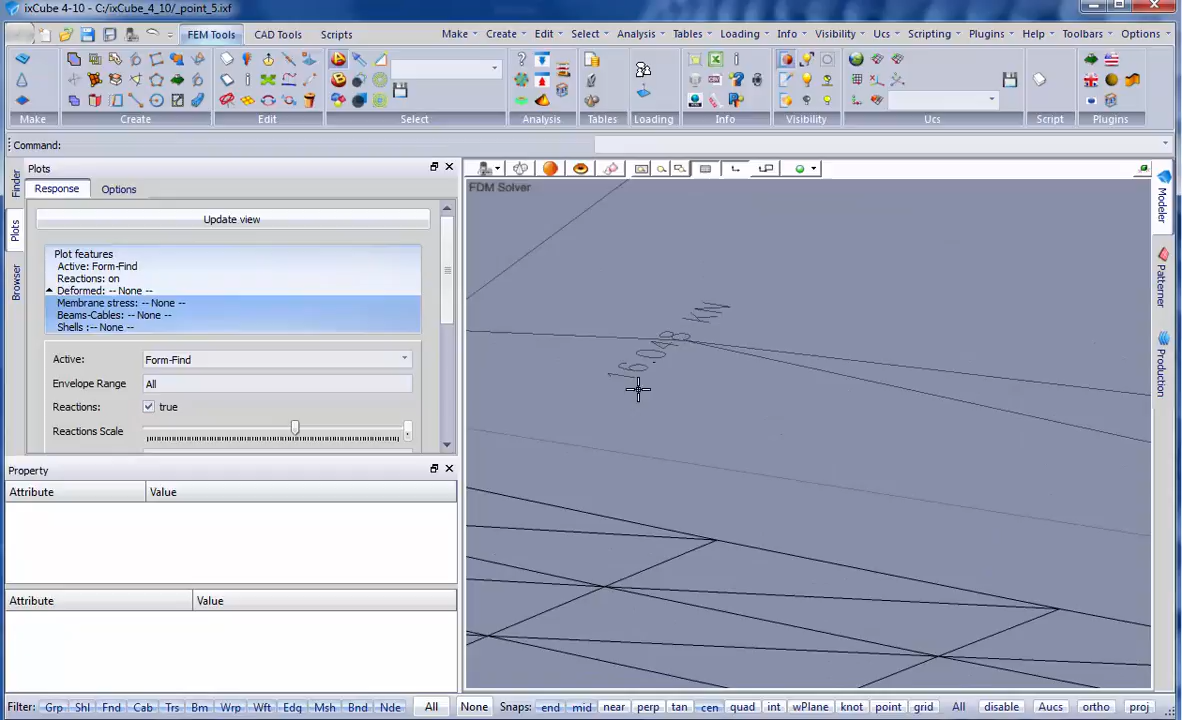 ixCube 4-10 - C:/ixCube_4_10/_point_5.ixf
FEM Tools CAD Tools Scripts Make Create Edit Select Analysis Tables Loading Info Visibility Ucs Scripting Plugins Help Toolbars Options
Make Create Edit Select Analysis Tables Loading Info Visibility Ucs Script Plugins
Command:
Plots
Response Options
Update view
Plot features
Active: Form-Find
Reactions: on
Deformed: -- None --
Membrane stress: -- None --
Beams-Cables: -- None --
Shells :-- None --
Active: Form-Find
Envelope Range All
Reactions: true
Reactions Scale
Property
Attribute Value
Attribute Value
Finder
Plots
Browser
FDM Solver
16.048 KN
Modeler
Patterner
Production
Filter: Grp Shl Fnd Cab Trs Bm Wrp Wft Edq Msh Bnd Nde All None Snaps: end mid near perp tan cen quad int wPlane knot point grid All disable Aucs ortho proj